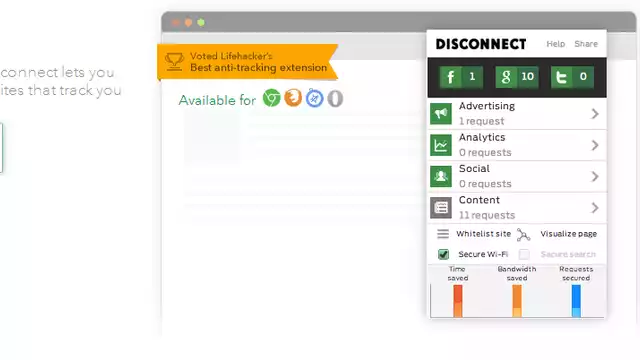 connect lets you
ites that track you
Voted Lifehacker's
Best anti-tracking extension
Available for
DISCONNECT Help Share
f 1 g 10 t 0
Advertising
1 request
Analytics
0 requests
Social
0 requests
Content
11 requests
Whitelist site Visualize page
Secure Wi-Fi Secure search
Time saved Bandwidth saved Requests secured